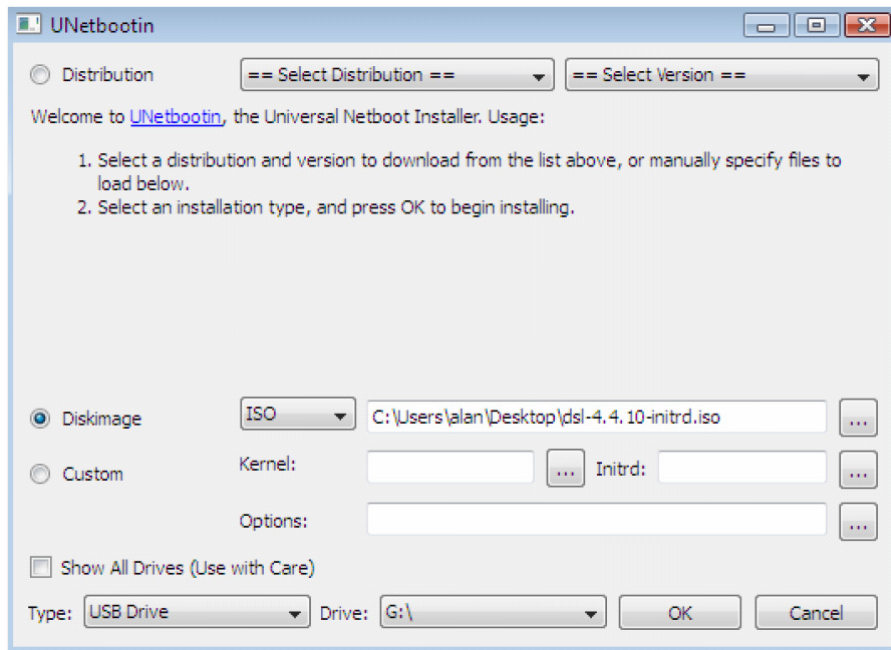 UNetbootin
Distribution == Select Distribution == == Select Version ==
Welcome to UNetbootin, the Universal Netboot Installer. Usage:
1. Select a distribution and version to download from the list above, or manually specify files to
load below.
2. Select an installation type, and press OK to begin installing.
Diskimage ISO C:\Users\alan\Desktop\dsl-4.4.10-initrd.iso ...
Custom Kernel: ... Initrd: ...
Options: ...
Show All Drives (Use with Care)
Type: USB Drive Drive: G:\ OK Cancel